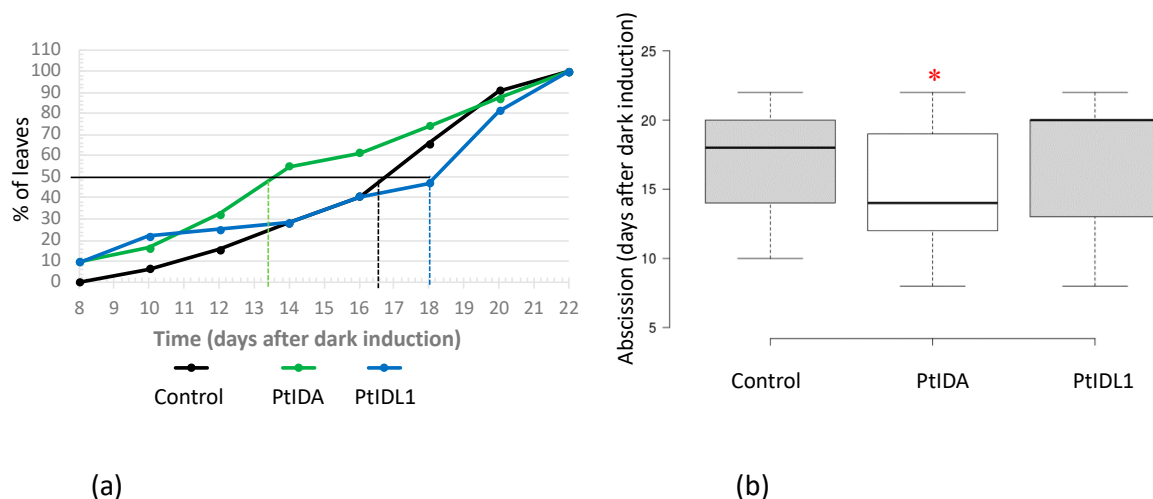 110
100
90
80
70
60
50
40
30
20
10
0
% of leaves
8 9 10 11 12 13 14 15 16 17 18 19 20 21 22
Time (days after dark induction)
Control PtIDA PtIDL1
(a)
Abscission (days after dark induction)
25
20
15
10
5
*
Control PtIDA PtIDL1
(b)